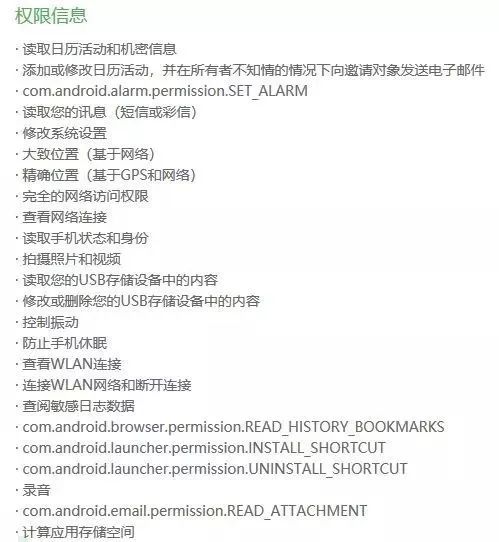 权限信息
· 读取日历活动和机密信息
· 添加或修改日历活动，并在所有者不知情的情况下向邀请对象发送电子邮件
· com.android.alarm.permission.SET_ALARM
· 读取您的讯息（短信或彩信）
· 修改系统设置
· 大致位置（基于网络）
· 精确位置（基于GPS和网络）
· 完全的网络访问权限
· 查看网络连接
· 读取手机状态和身份
· 拍摄照片和视频
· 读取您的USB存储设备中的内容
· 修改或删除您的USB存储设备中的内容
· 控制振动
· 防止手机休眠
· 查看WLAN连接
· 连接WLAN网络和断开连接
· 查阅敏感日志数据
· com.android.browser.permission.READ_HISTORY_BOOKMARKS
· com.android.launcher.permission.INSTALL_SHORTCUT
· com.android.launcher.permission.UNINSTALL_SHORTCUT
· 录音
· com.android.email.permission.READ_ATTACHMENT
· 计算应用存储空间